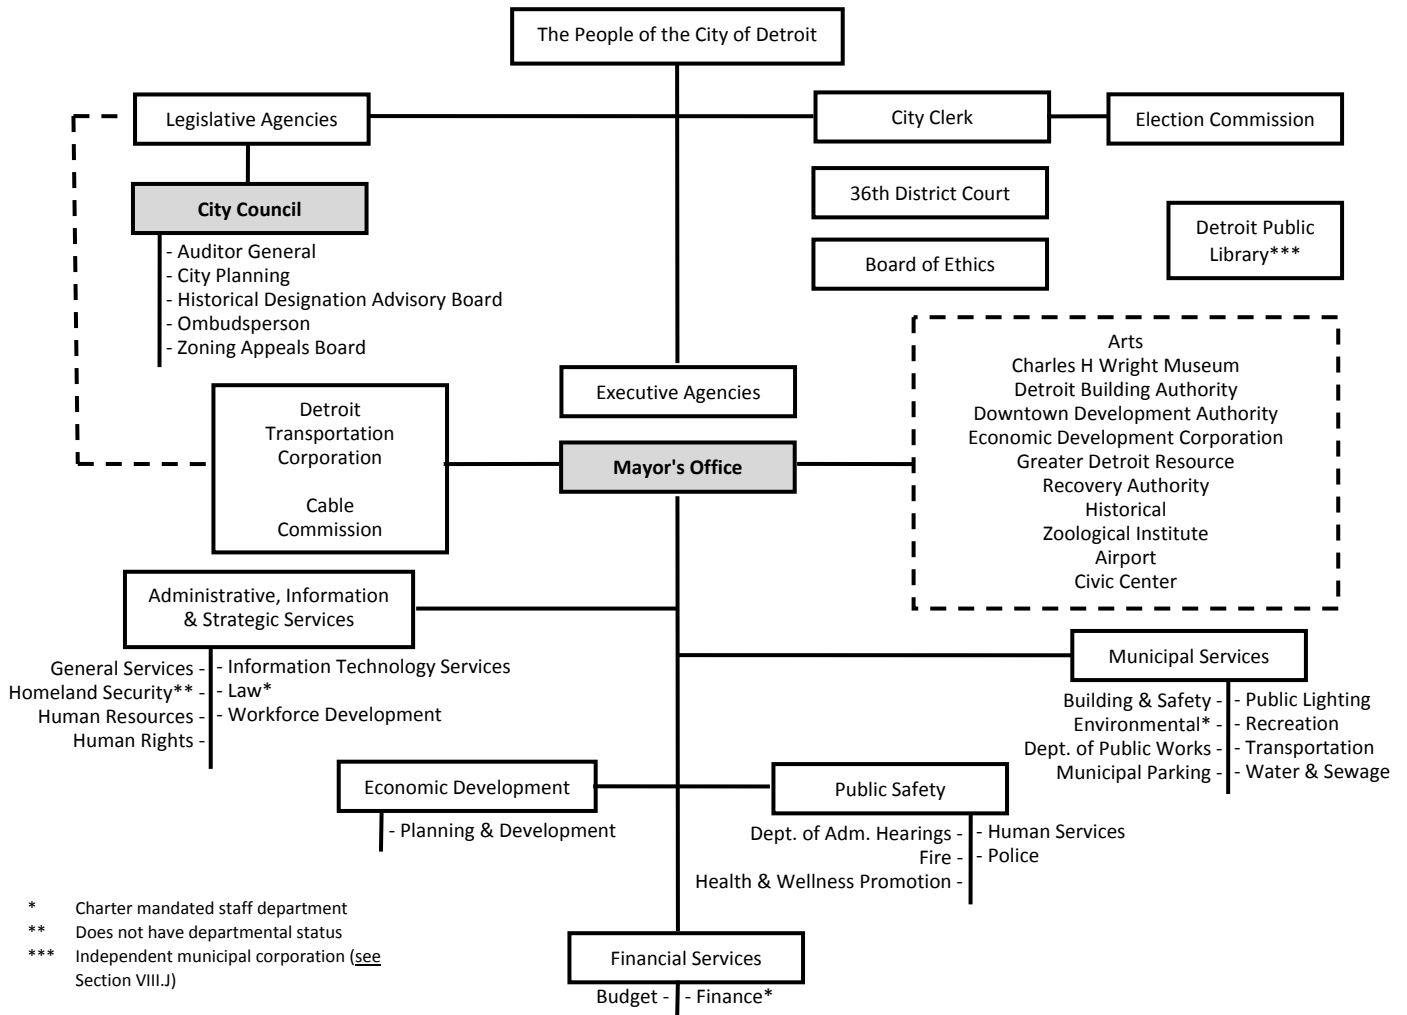 The People of the City of Detroit
Legislative Agencies
City Clerk
Election Commission
City Council
- Auditor General
- City Planning
- Historical Designation Advisory Board
- Ombudsperson
- Zoning Appeals Board
36th District Court
Board of Ethics
Detroit Public
Library***
Executive Agencies
Mayor's Office
Detroit
Transportation
Corporation
Cable
Commission
Arts
Charles H Wright Museum
Detroit Building Authority
Downtown Development Authority
Economic Development Corporation
Greater Detroit Resource
Recovery Authority
Historical
Zoological Institute
Airport
Civic Center
Administrative, Information
& Strategic Services
General Services -
Homeland Security** -
Human Resources -
Human Rights -
- Information Technology Services
- Law*
- Workforce Development
Municipal Services
Building & Safety -
Environmental* -
Dept. of Public Works -
Municipal Parking -
- Public Lighting
- Recreation
- Transportation
- Water & Sewage
Economic Development
- Planning & Development
Public Safety
Dept. of Adm. Hearings -
Fire -
Health & Wellness Promotion -
- Human Services
- Police
Financial Services
Budget -
- Finance*
* Charter mandated staff department
** Does not have departmental status
*** Independent municipal corporation (see
Section VIII.J)